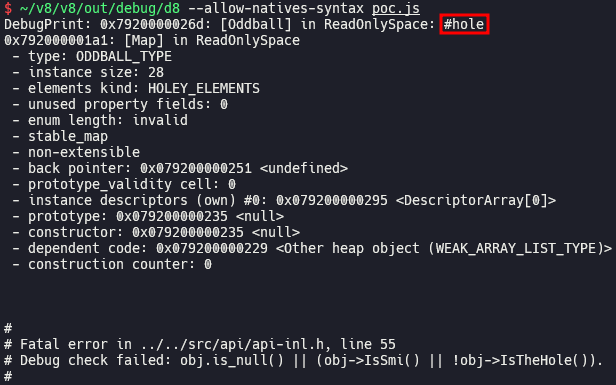 $ ~/v8/v8/out/debug/d8 --allow-natives-syntax poc.js
DebugPrint: 0x79200000026d: [Oddball] in ReadOnlySpace: #hole
0x792000001a1: [Map] in ReadOnlySpace
 - type: ODDBALL_TYPE
 - instance size: 28
 - elements kind: HOLEY_ELEMENTS
 - unused property fields: 0
 - enum length: invalid
 - stable_map
 - non-extensible
 - back pointer: 0x079200000251 <undefined>
 - prototype_validity cell: 0
 - instance descriptors (own) #0: 0x079200000295 <DescriptorArray[0]>
 - prototype: 0x079200000235 <null>
 - constructor: 0x079200000235 <null>
 - dependent code: 0x079200000229 <Other heap object (WEAK_ARRAY_LIST_TYPE)>
 - construction counter: 0
#
# Fatal error in ../../src/api/api-inl.h, line 55
# Debug check failed: obj.is_null() || (obj->IsSmi() || !obj->IsTheHole()).
#